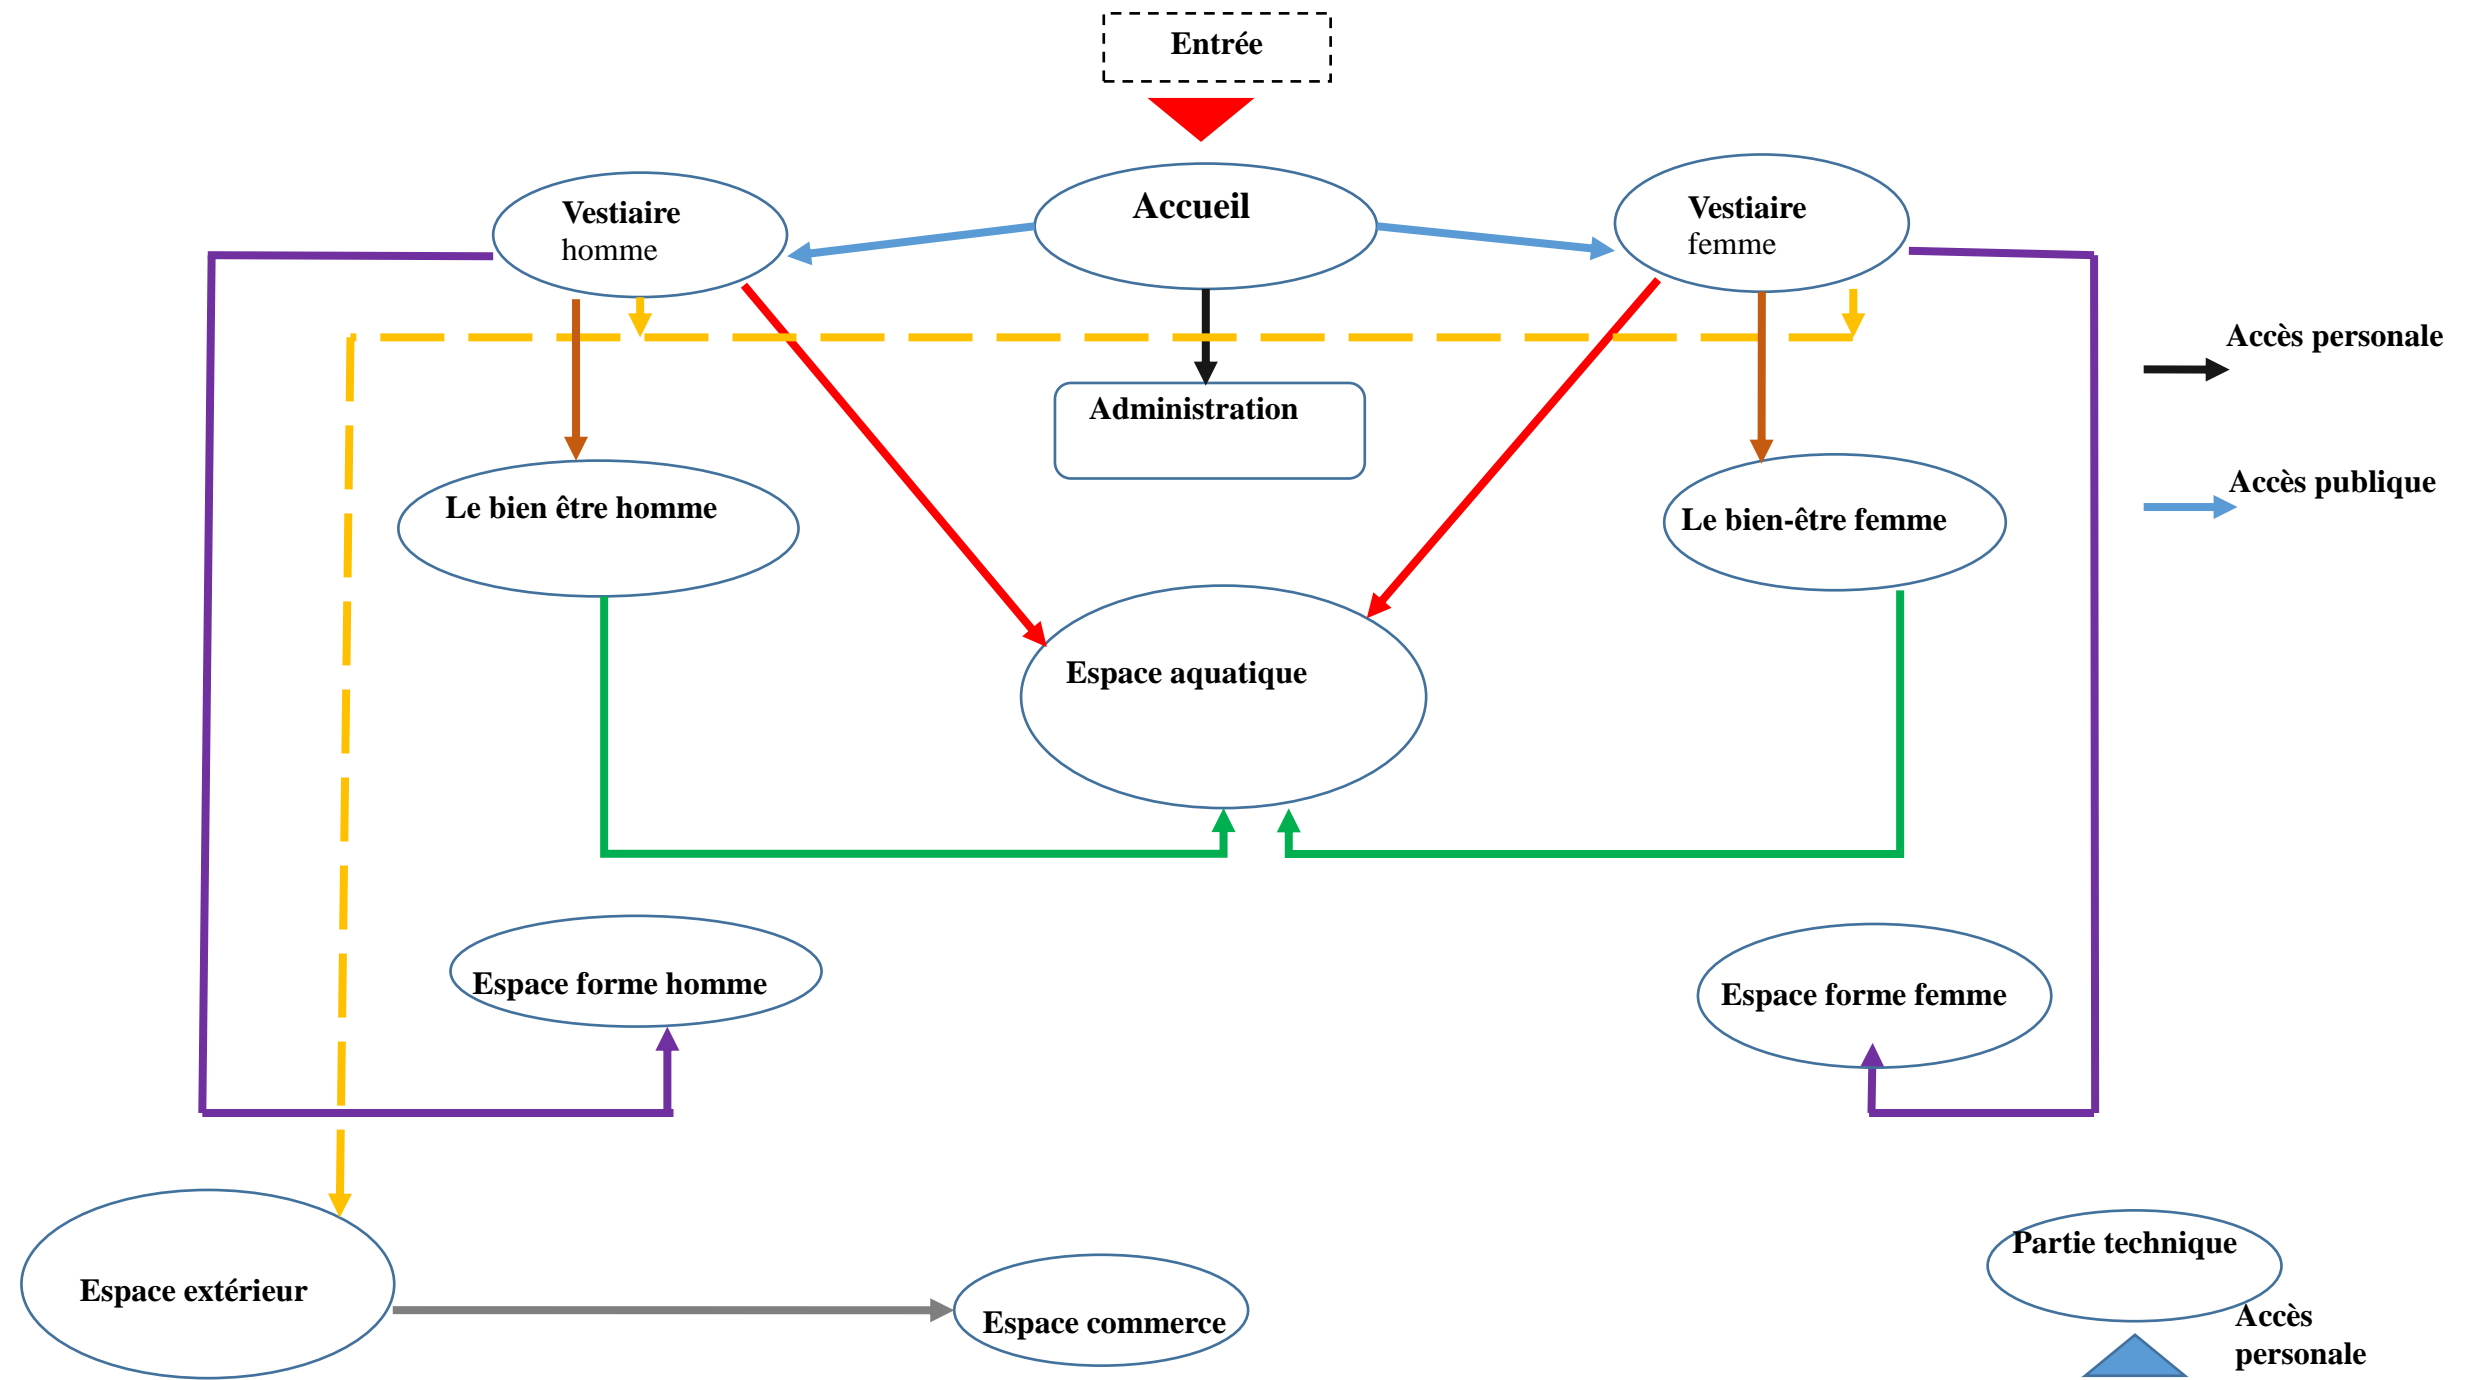 Entrée
Accueil
Vestiaire
homme
Vestiaire
femme
Accès personale
Administration
Accès publique
Le bien être homme
Le bien-être femme
Espace aquatique
Espace forme homme
Espace forme femme
Partie technique
Espace extérieur
Espace commerce
Accès
personale